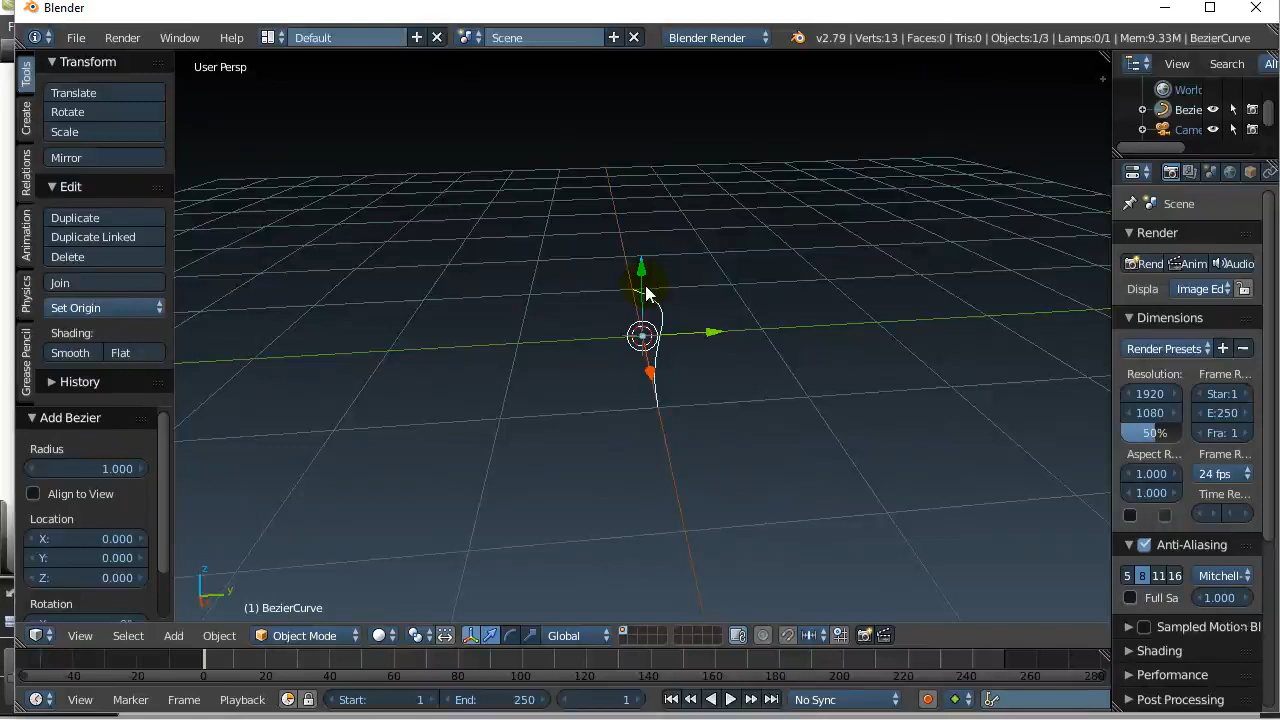 Blender
File Render Window Help Default Scene Blender Render v2.79 | Verts:13 | Faces:0 | Tris:0 | Objects:1/3 | Lamps:0/1 | Mem:9.33M | BezierCurve
Tools
Create
Relations
Animation
Physics
Grease Pencil
Transform
Translate
Rotate
Scale
Mirror
Edit
Duplicate
Duplicate Linked
Delete
Join
Set Origin
Shading:
Smooth Flat
History
Add Bezier
Radius
1.000
Align to View
Location
X: 0.000
Y: 0.000
Z: 0.000
Rotation
User Persp
z
y
(1) BezierCurve
View Select Add Object Object Mode Global
-40 -20 0 20 40 60 80 100 120 140 160 180 200 220 240 260 280
View Marker Frame Playback Start: 1 End: 250 1 No Sync
View Search All
World
Bezie
Came
Scene
Render
Rend Anim Audio
Displa Image Ed
Dimensions
Render Presets
Resolution: Frame R...
1920 Star:1
1080 E:250
50% Fra: 1
Aspect R... Frame R...
1.000 24 fps
1.000 Time Re...
Anti-Aliasing
5 8 11 16 Mitchell-
Full Sa 1.000
Sampled Motion Bl
Shading
Performance
Post Processing